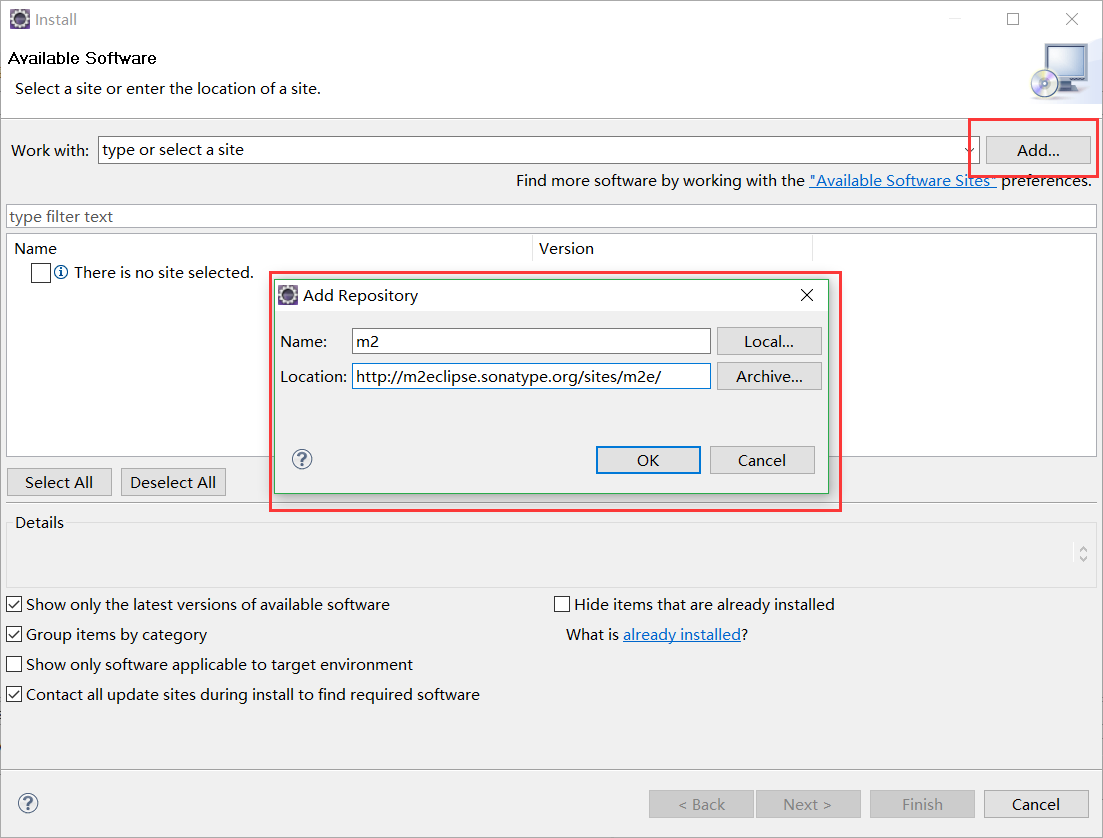 Install
Available Software
Select a site or enter the location of a site.
Work with: type or select a site Add...
Find more software by working with the "Available Software Sites" preferences.
type filter text
Name Version
There is no site selected.
Add Repository
Name: m2 Local...
Location: http://m2eclipse.sonatype.org/sites/m2e/ Archive...
OK Cancel
Select All Deselect All
Details
Show only the latest versions of available software Hide items that are already installed
Group items by category What is already installed?
Show only software applicable to target environment
Contact all update sites during install to find required software
< Back Next > Finish Cancel